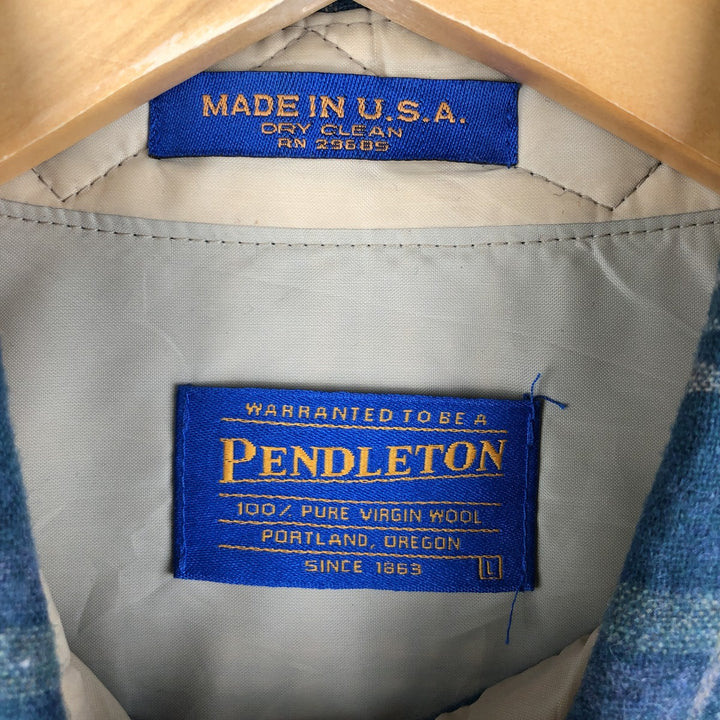 MADE IN U.S.A.
DRY CLEAN
RN 29685
WARRANTED TO BE A
PENDLETON
100% PURE VIRGIN WOOL
PORTLAND, OREGON
SINCE 1863 L